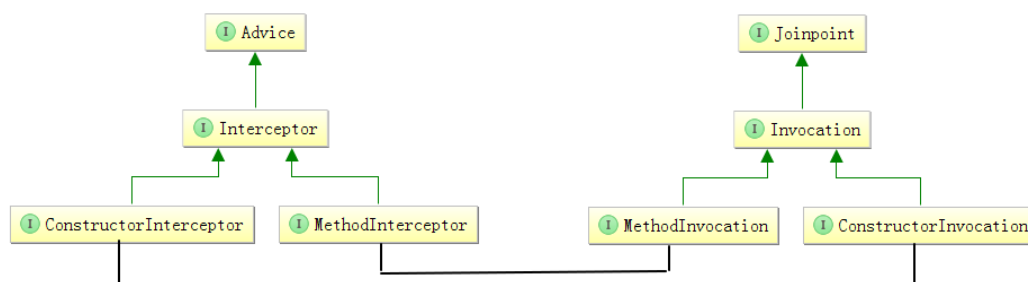 I Advice
I Joinpoint
I Interceptor
I Invocation
I ConstructorInterceptor
I MethodInterceptor
I MethodInvocation
I ConstructorInvocation